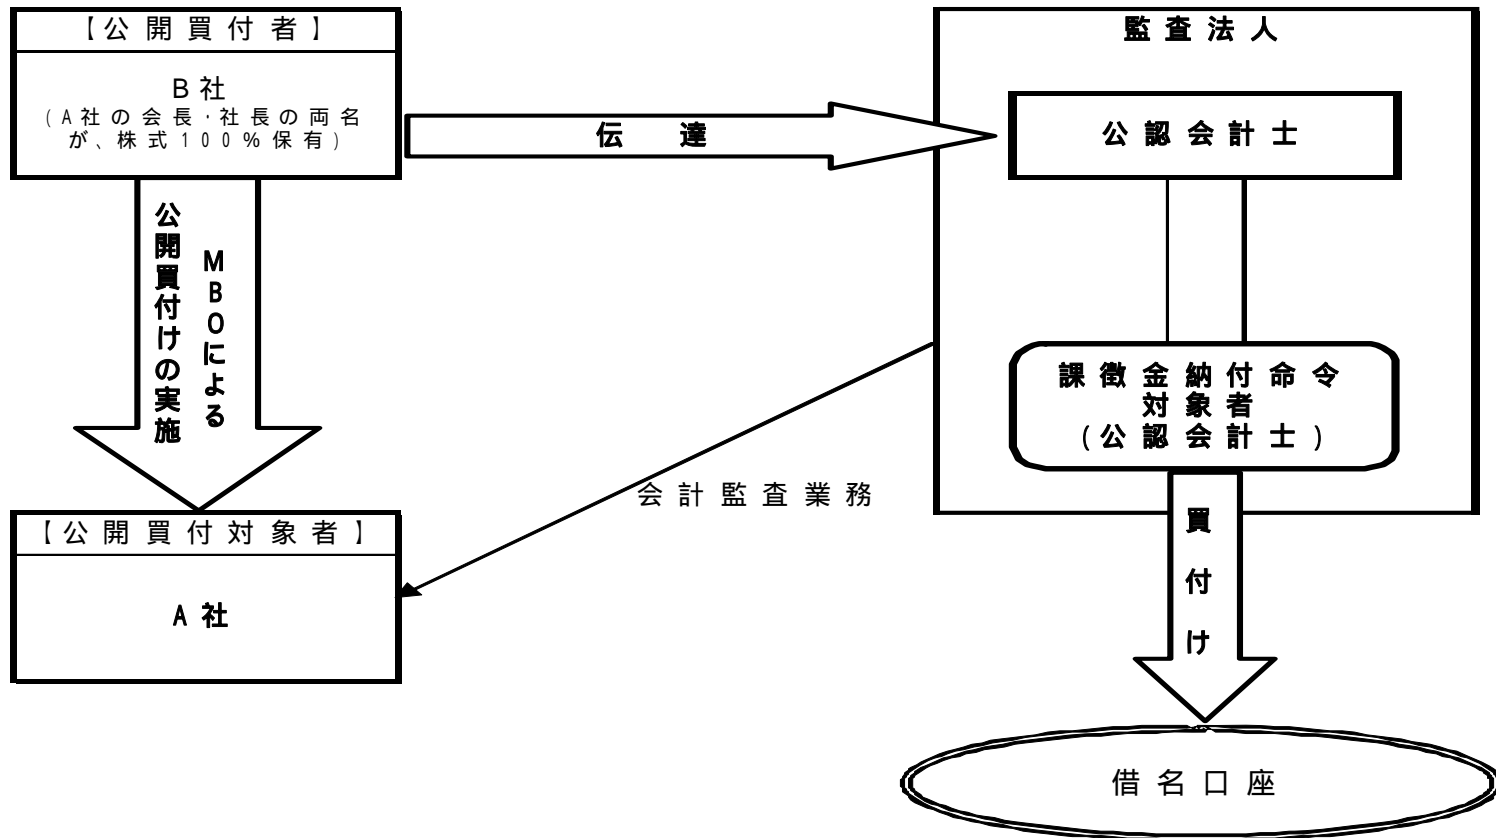 【公開買付者】
B社
(A社の会長・社長の両名
が、株式100%保有)
伝達
監査法人
公認会計士
公開買付けの実施
MBOによる
課徴金納付命令
対象者
(公認会計士)
会計監査業務
買付け
【公開買付対象者】
A社
借名口座